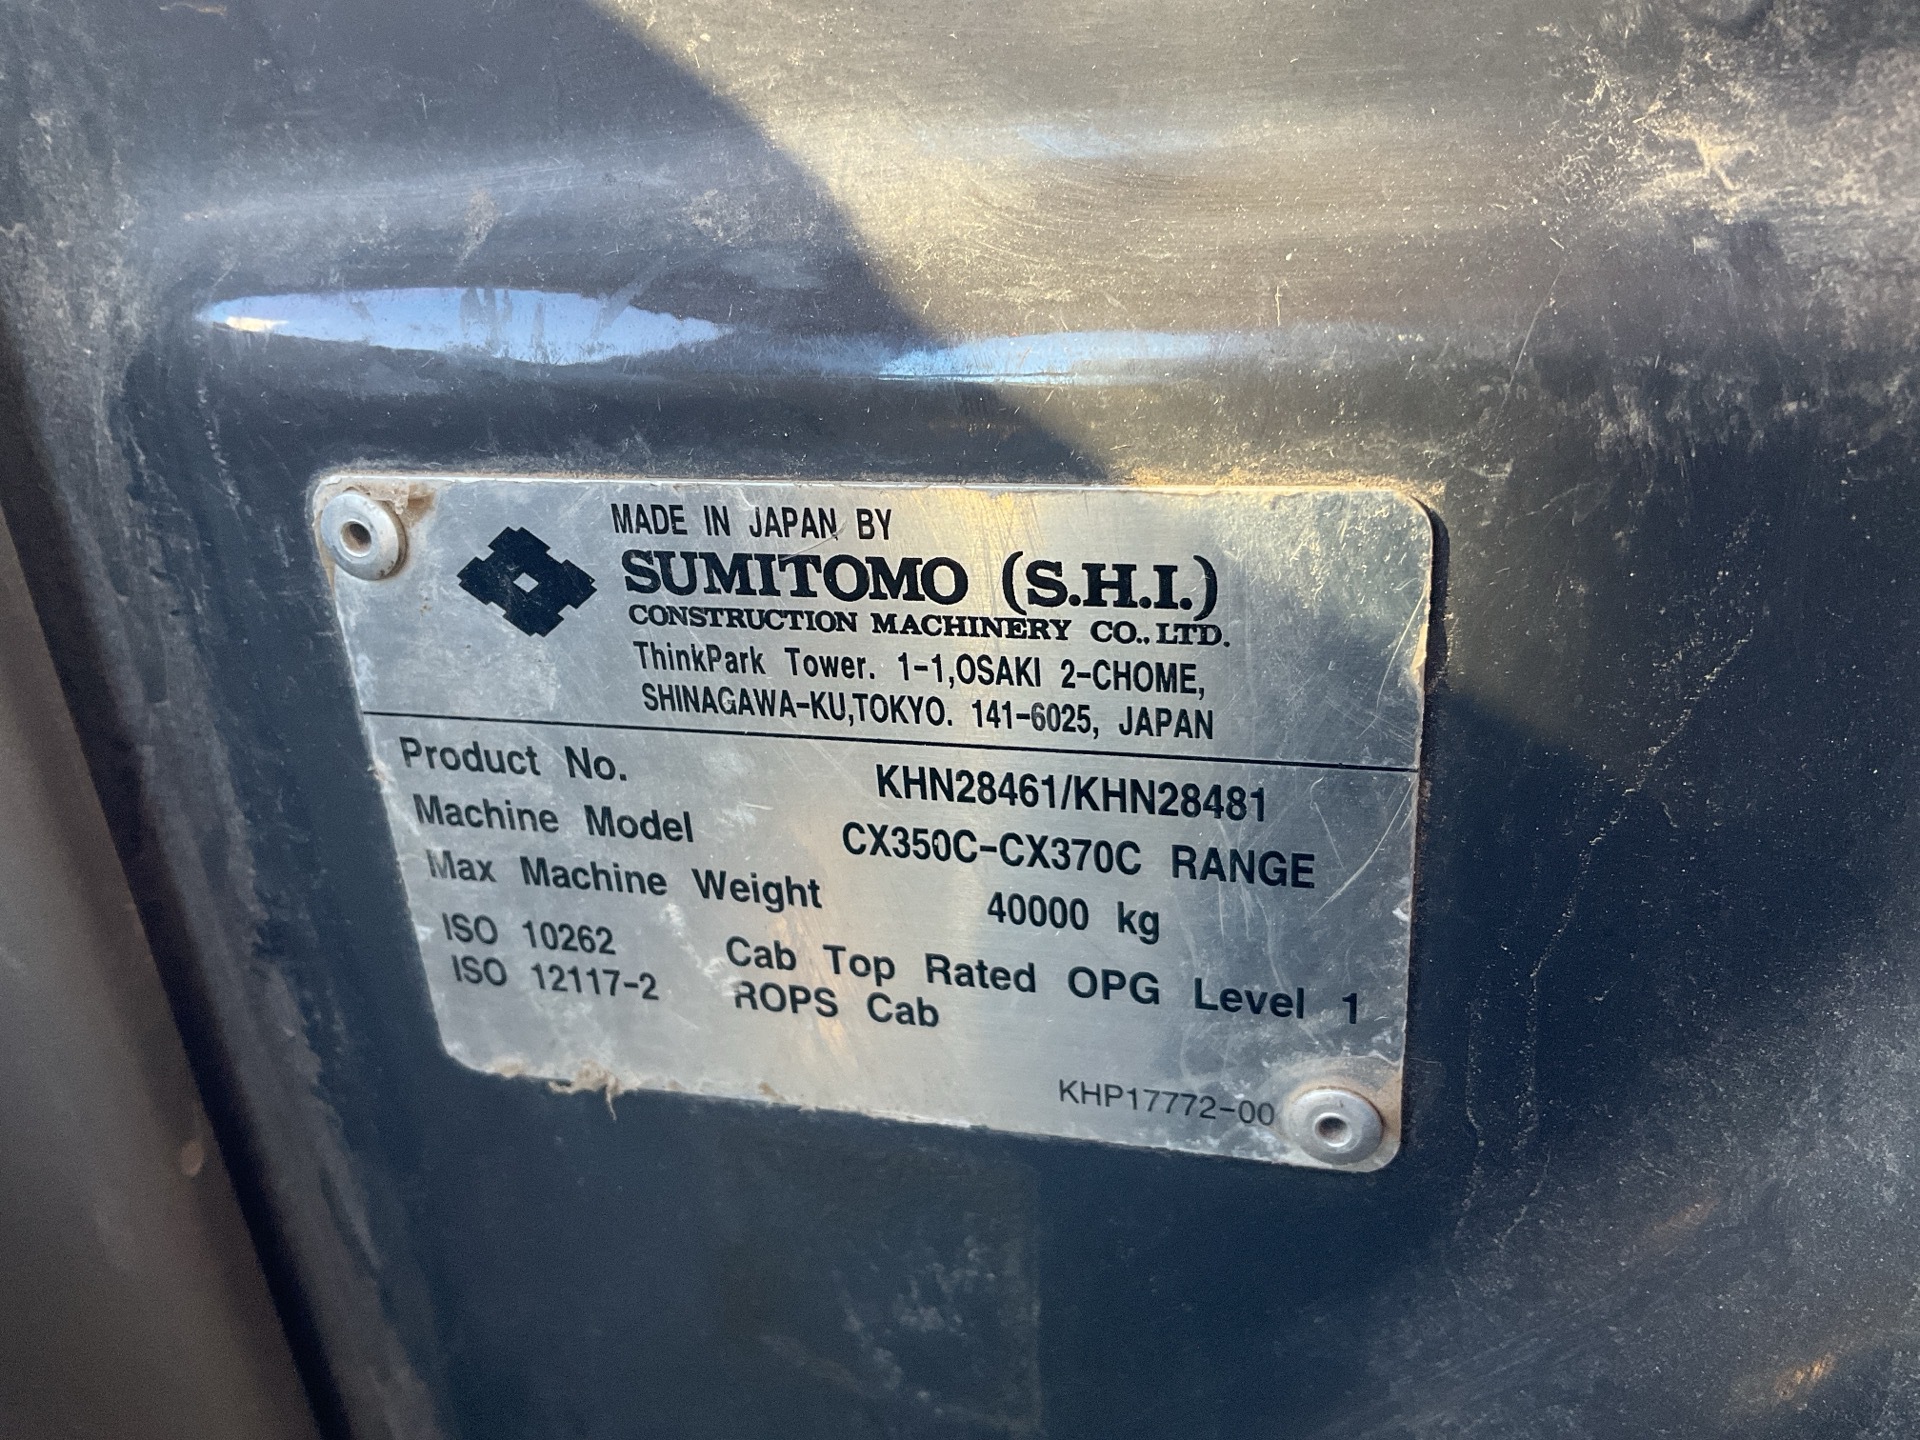 MADE IN JAPAN BY
SUMITOMO (S.H.I.)
CONSTRUCTION MACHINERY CO., LTD.
ThinkPark Tower. 1-1,OSAKI 2-CHOME,
SHINAGAWA-KU,TOKYO. 141-6025, JAPAN
Product No. KHN28461/KHN28481
Machine Model CX350C-CX370C RANGE
Max Machine Weight 40000 kg
ISO 10262 Cab Top Rated OPG Level 1
ISO 12117-2 ROPS Cab
KHP17772-00